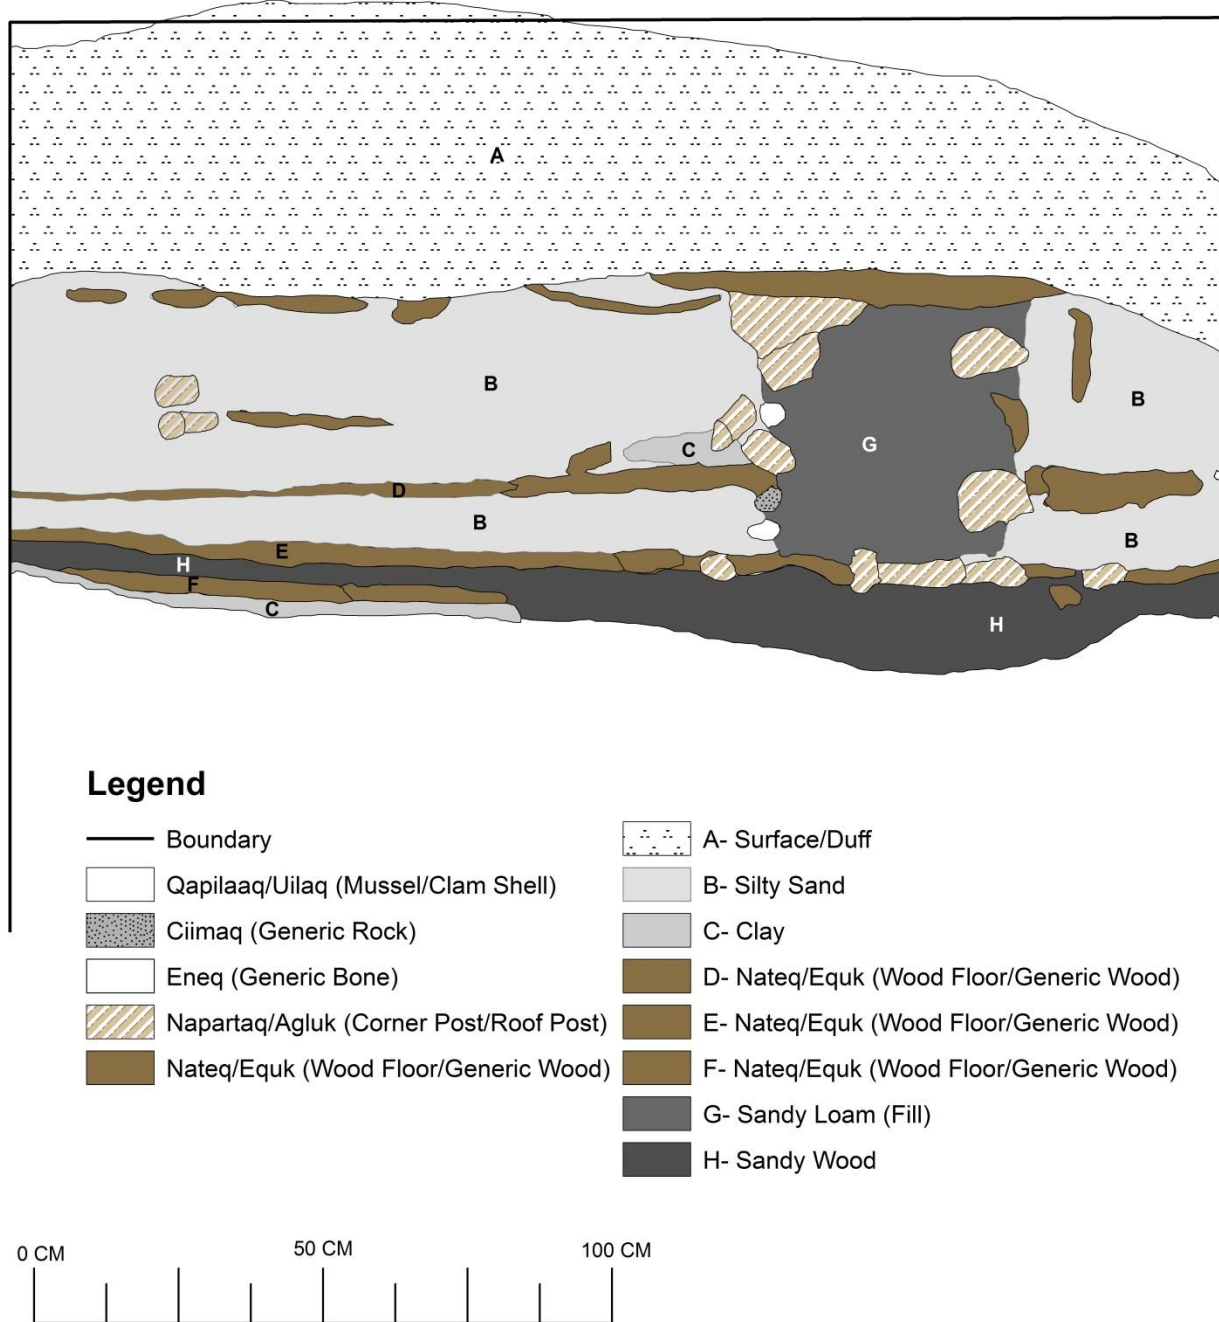 A
B
B
C
G
D
B
B
E
H
F
C
H
Legend
Boundary
Qapilaaq/Uilaq (Mussel/Clam Shell)
Ciimaq (Generic Rock)
Eneq (Generic Bone)
Napartaq/Agluk (Corner Post/Roof Post)
Nateq/Equk (Wood Floor/Generic Wood)
A- Surface/Duff
B- Silty Sand
C- Clay
D- Nateq/Equk (Wood Floor/Generic Wood)
E- Nateq/Equk (Wood Floor/Generic Wood)
F- Nateq/Equk (Wood Floor/Generic Wood)
G- Sandy Loam (Fill)
H- Sandy Wood
0 CM
50 CM
100 CM